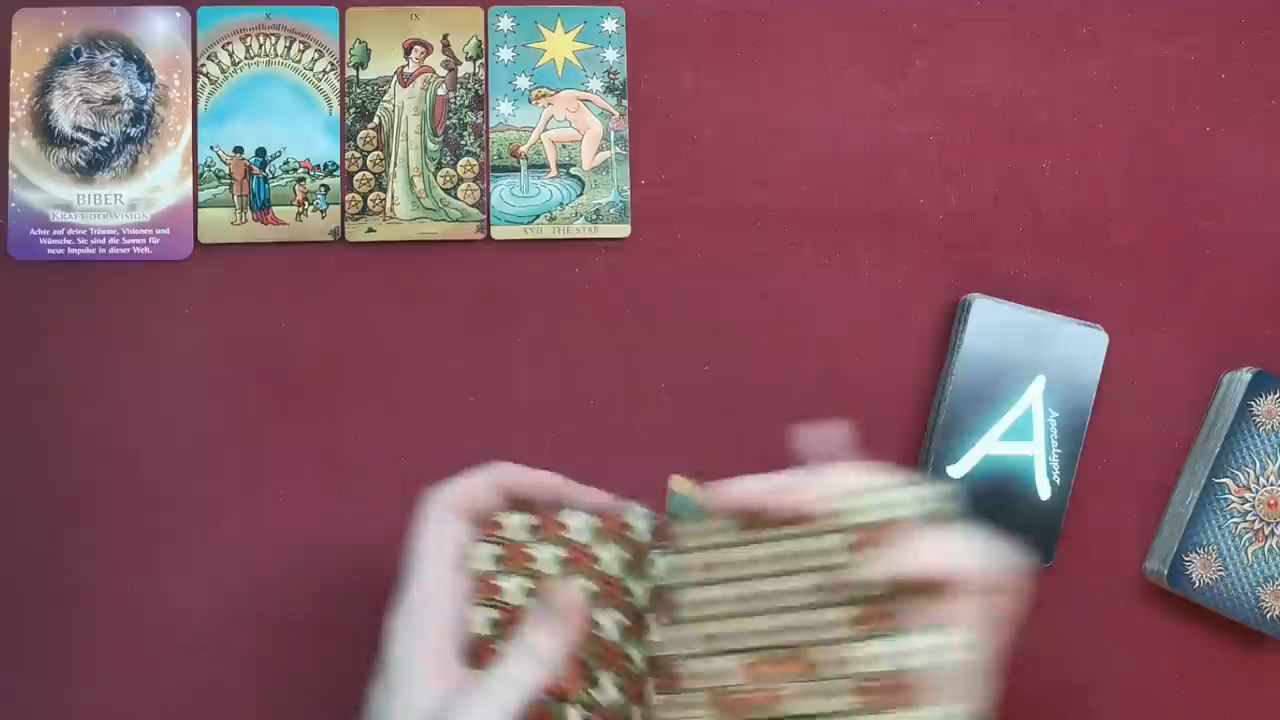 BIBER
KRAFT DER VISION
Achte auf deine Träume, Visionen und
Wünsche. Sie sind die Samen für
neue Impulse in dieser Welt.
X
IX
XVII THE STAR
A
Apocalypso